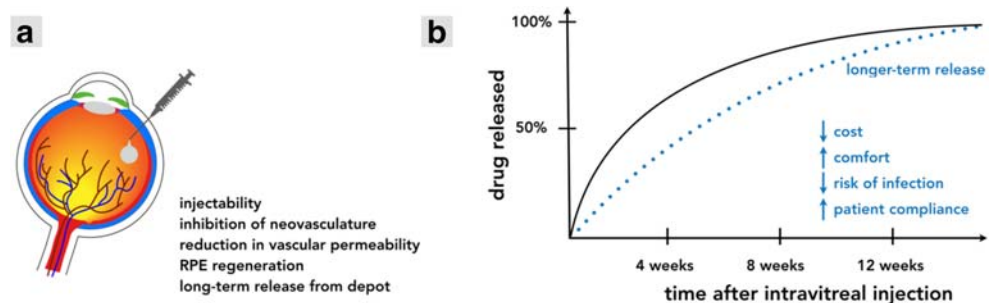 a
injectability
inhibition of neovasculature
reduction in vascular permeability
RPE regeneration
long-term release from depot
b
drug released
100%
50%
longer-term release
cost
comfort
risk of infection
patient compliance
4 weeks
8 weeks
12 weeks
time after intravitreal injection